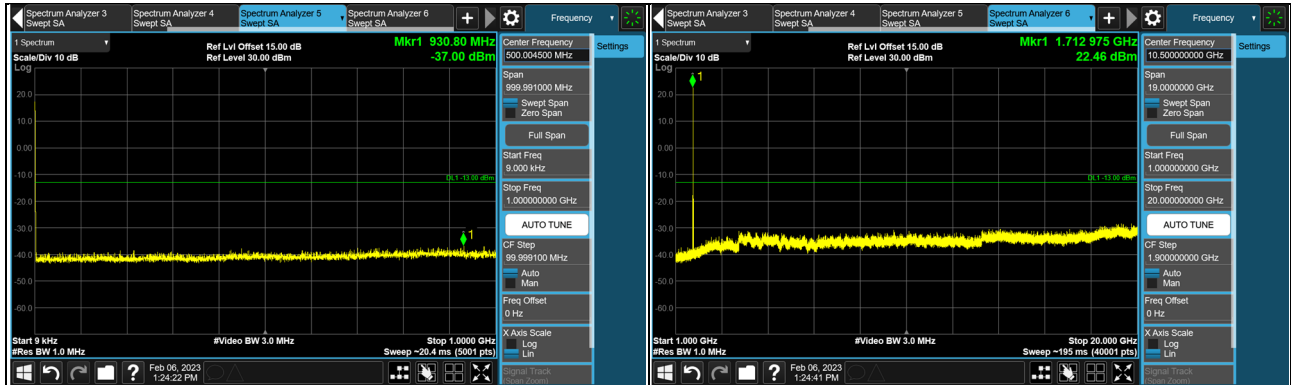 Spectrum Analyzer 3
Swept SA
Spectrum Analyzer 4
Swept SA
Spectrum Analyzer 5
Swept SA
Spectrum Analyzer 6
Swept SA
+
Frequency
1 Spectrum
Scale/Div 10 dB
Log
Ref Lvl Offset 15.00 dB
Ref Level 30.00 dBm
Mkr1 930.80 MHz
-37.00 dBm
20.0
10.0
0.00
-10.0
-20.0
-30.0
-40.0
-50.0
-60.0
DL1 -13.00 dBm
1
Start 9 kHz
#Res BW 1.0 MHz
#Video BW 3.0 MHz
Stop 1.0000 GHz
Sweep ~20.4 ms (5001 pts)
Center Frequency
500.004500 MHz
Settings
Span
999.991000 MHz
Swept Span
Zero Span
Full Span
Start Freq
9.000 kHz
Stop Freq
1.000000000 GHz
AUTO TUNE
CF Step
99.999100 MHz
Auto
Man
Freq Offset
0 Hz
X Axis Scale
Log
Lin
Signal Track
(Span Zoom)
?
Feb 06, 2023
1:24:22 PM
Spectrum Analyzer 3
Swept SA
Spectrum Analyzer 4
Swept SA
Spectrum Analyzer 5
Swept SA
Spectrum Analyzer 6
Swept SA
+
Frequency
1 Spectrum
Scale/Div 10 dB
Log
Ref Lvl Offset 15.00 dB
Ref Level 30.00 dBm
Mkr1 1.712 975 GHz
22.46 dBm
1
20.0
10.0
0.00
-10.0
-20.0
-30.0
-40.0
-50.0
-60.0
DL1 -13.00 dBm
Start 1.000 GHz
#Res BW 1.0 MHz
#Video BW 3.0 MHz
Stop 20.000 GHz
Sweep ~195 ms (40001 pts)
Center Frequency
10.500000000 GHz
Settings
Span
19.0000000 GHz
Swept Span
Zero Span
Full Span
Start Freq
1.000000000 GHz
Stop Freq
20.000000000 GHz
AUTO TUNE
CF Step
1.900000000 GHz
Auto
Man
Freq Offset
0 Hz
X Axis Scale
Log
Lin
Signal Track
(Span Zoom)
?
Feb 06, 2023
1:24:41 PM